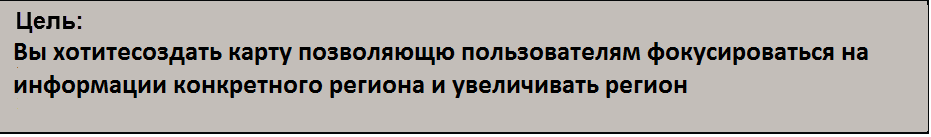 Цель:
Вы хотитесоздать карту позволяющю пользователям фокусироваться на
информации конкретного региона и увеличивать регион